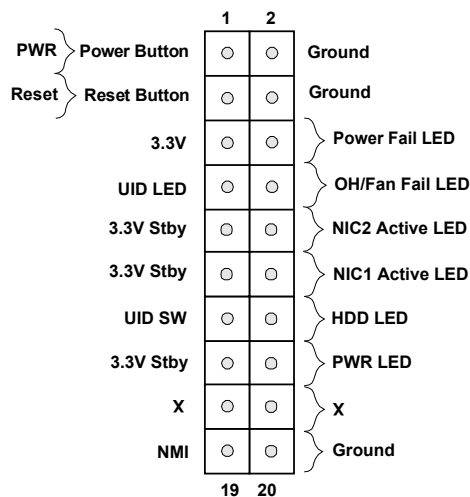 1 2
PWR Power Button Ground
Reset Reset Button Ground
3.3V Power Fail LED
UID LED OH/Fan Fail LED
3.3V Stby NIC2 Active LED
3.3V Stby NIC1 Active LED
UID SW HDD LED
3.3V Stby PWR LED
X X
NMI Ground
19 20